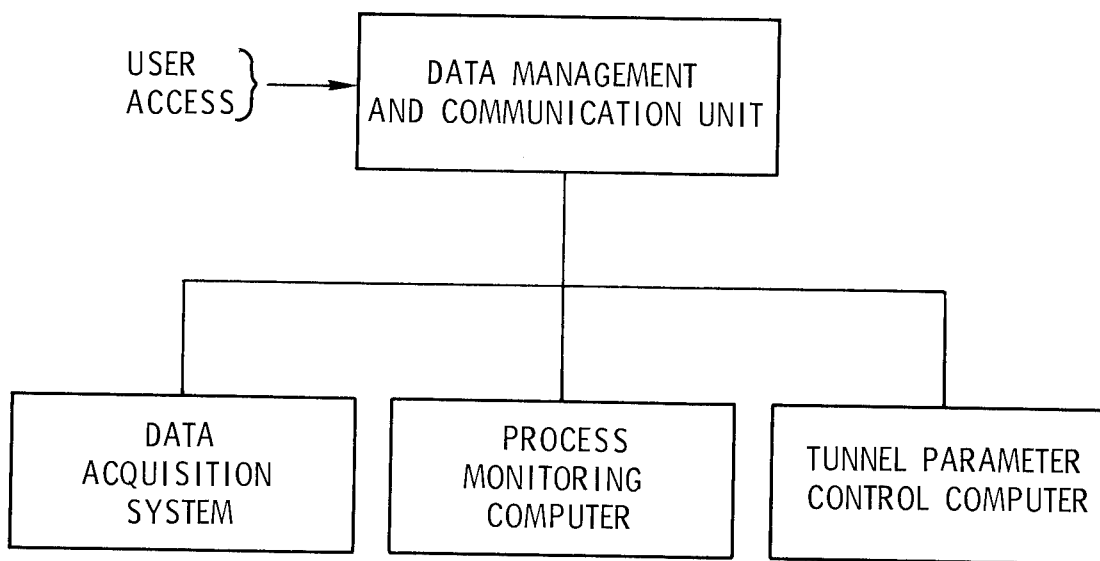 USER
ACCESS
DATA MANAGEMENT
AND COMMUNICATION UNIT
DATA
ACQUISITION
SYSTEM
PROCESS
MONITORING
COMPUTER
TUNNEL PARAMETER
CONTROL COMPUTER